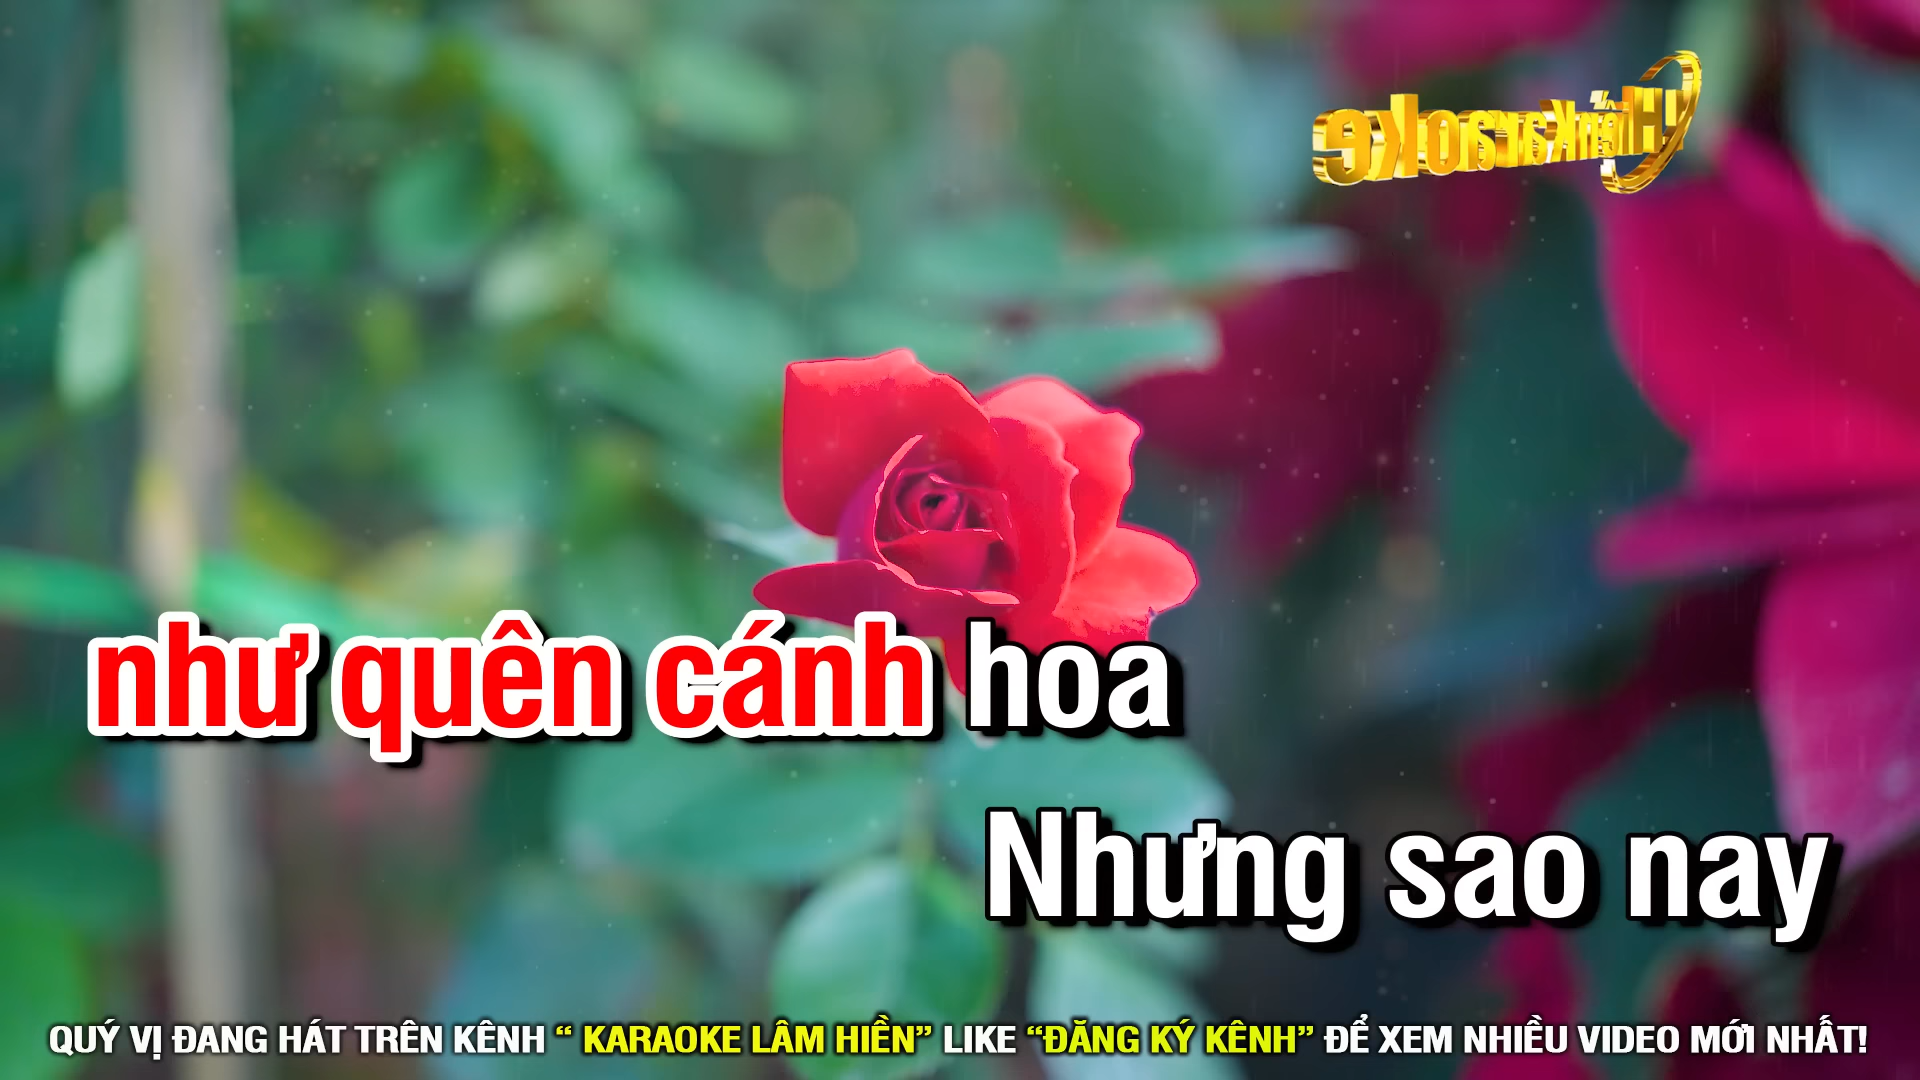 HiềnKaraoke
như quên cánh hoa
Nhưng sao nay
QUÝ VỊ ĐANG HÁT TRÊN KÊNH “ KARAOKE LÂM HIỀN” LIKE “ĐĂNG KÝ KÊNH” ĐỂ XEM NHIỀU VIDEO MỚI NHẤT!